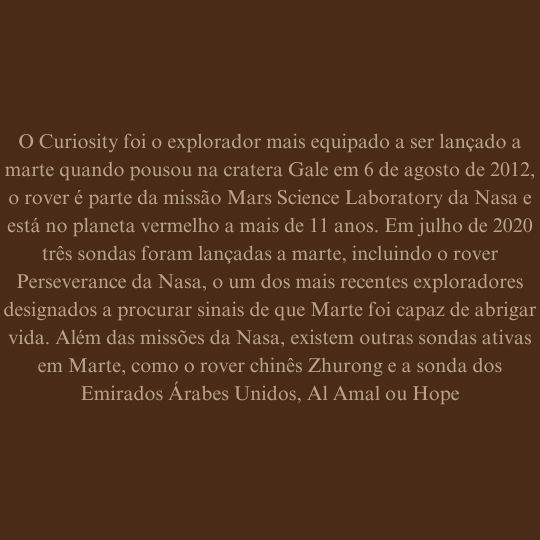 O Curiosity foi o explorador mais equipado a ser lançado a
marte quando pousou na cratera Gale em 6 de agosto de 2012,
o rover é parte da missão Mars Science Laboratory da Nasa e
está no planeta vermelho a mais de 11 anos. Em julho de 2020
três sondas foram lançadas a marte, incluindo o rover
Perseverance da Nasa, o um dos mais recentes exploradores
designados a procurar sinais de que Marte foi capaz de abrigar
vida. Além das missões da Nasa, existem outras sondas ativas
em Marte, como o rover chinês Zhurong e a sonda dos
Emirados Árabes Unidos, Al Amal ou Hope